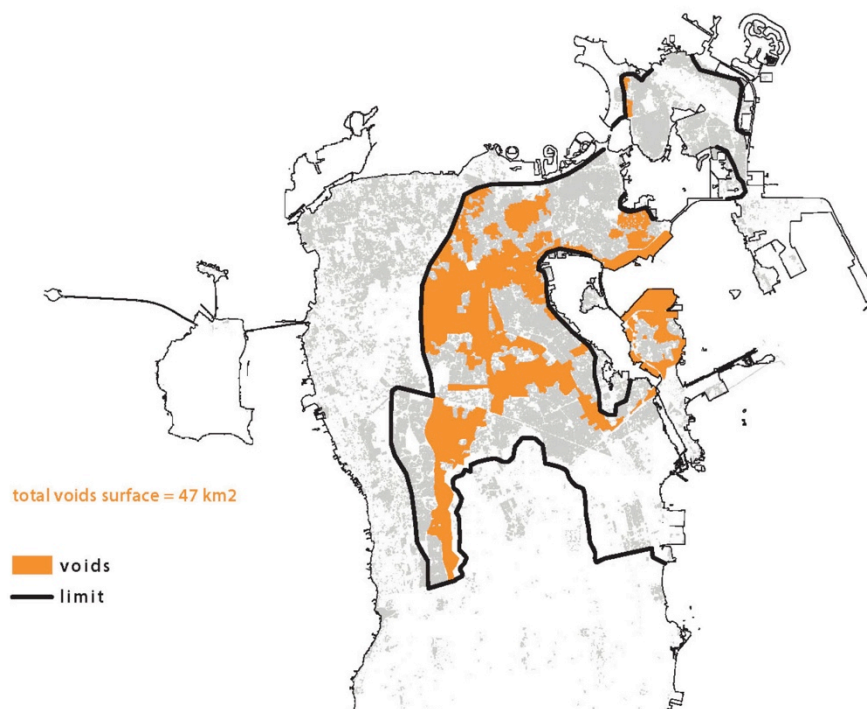 total voids surface = 47 km2
voids
limit